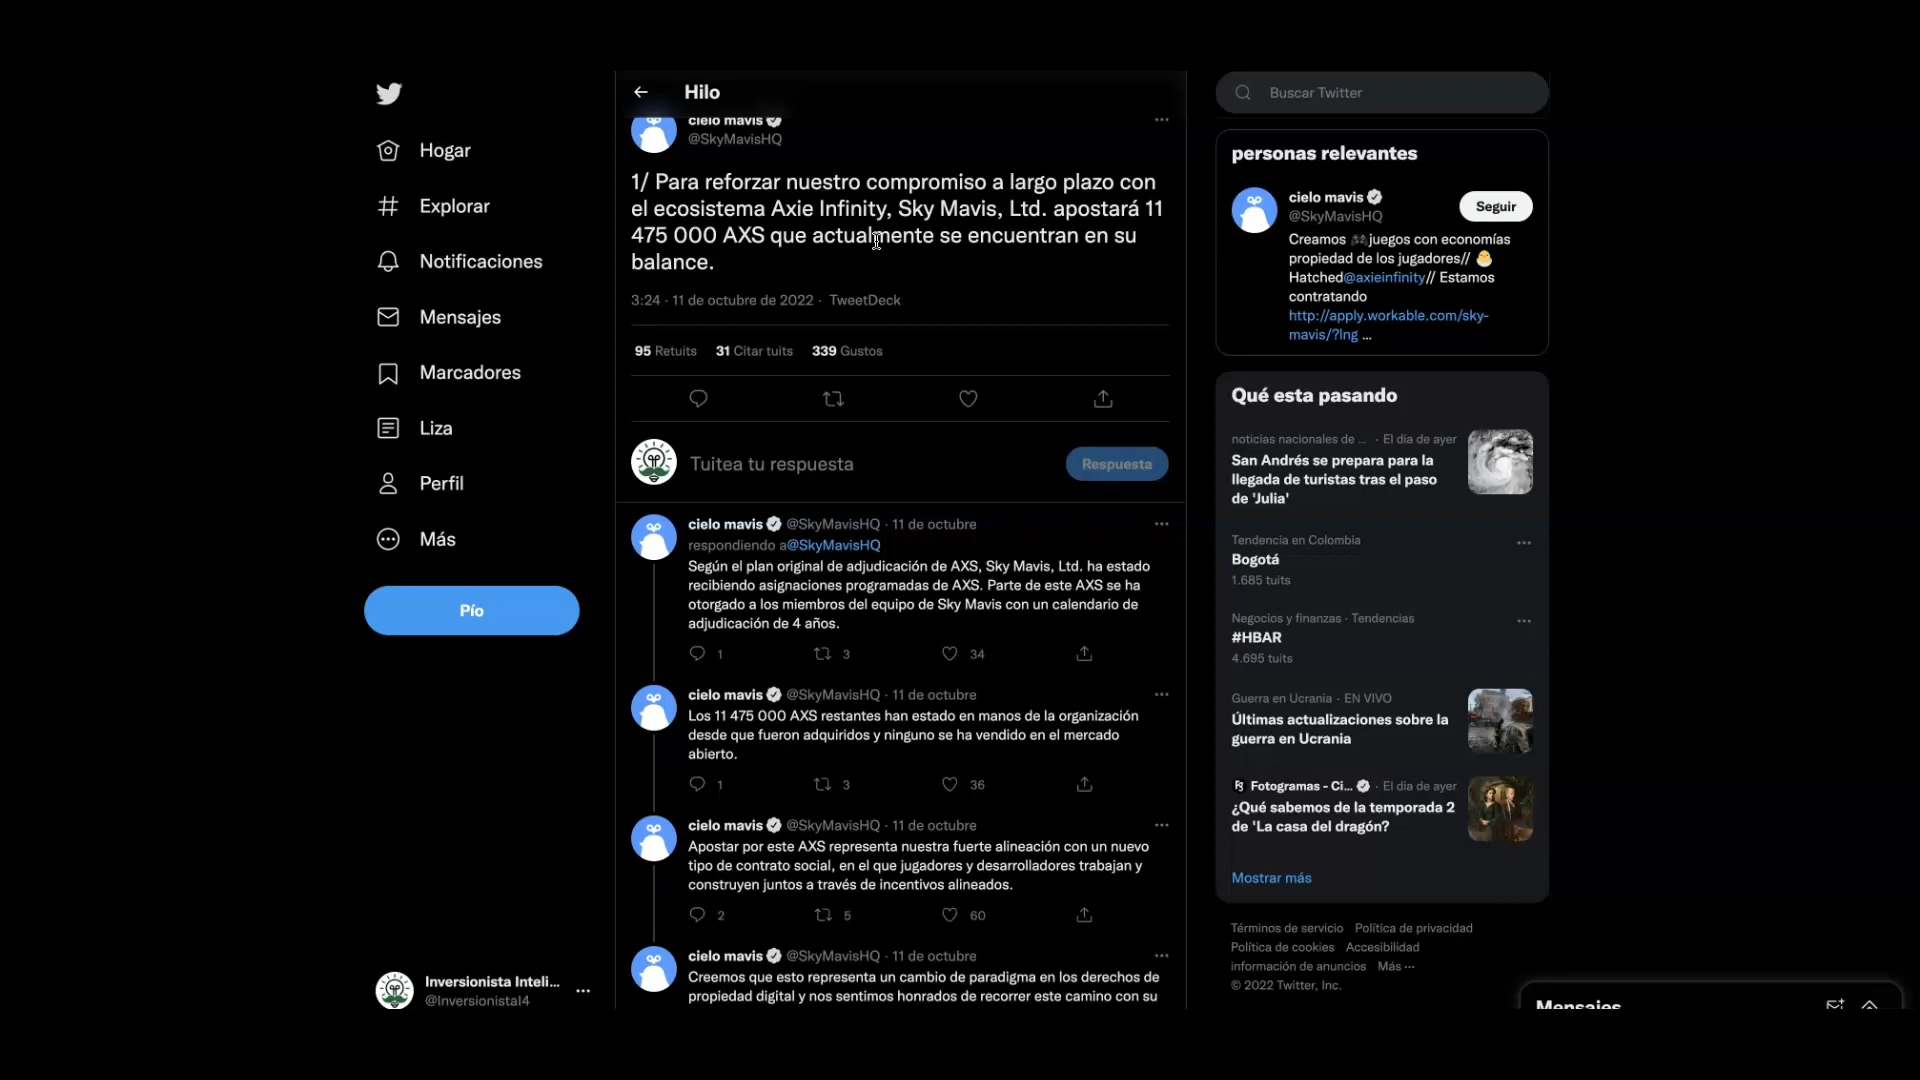 Hogar
Explorar
Notificaciones
Mensajes
Marcadores
Liza
Perfil
Más
Pío
Inversionista Inteli...
@Inversionistal4
Hilo
cielo mavis
@SkyMavisHQ
1/ Para reforzar nuestro compromiso a largo plazo con
el ecosistema Axie Infinity, Sky Mavis, Ltd. apostará 11
475 000 AXS que actualmente se encuentran en su
balance.
3:24 · 11 de octubre de 2022 · TweetDeck
95 Retuits 31 Citar tuits 339 Gustos
Tuitea tu respuesta
Respuesta
cielo mavis @SkyMavisHQ · 11 de octubre
respondiendo a@SkyMavisHQ
Según el plan original de adjudicación de AXS, Sky Mavis, Ltd. ha estado
recibiendo asignaciones programadas de AXS. Parte de este AXS se ha
otorgado a los miembros del equipo de Sky Mavis con un calendario de
adjudicación de 4 años.
1 3 34
cielo mavis @SkyMavisHQ · 11 de octubre
Los 11 475 000 AXS restantes han estado en manos de la organización
desde que fueron adquiridos y ninguno se ha vendido en el mercado
abierto.
1 3 36
cielo mavis @SkyMavisHQ · 11 de octubre
Apostar por este AXS representa nuestra fuerte alineación con un nuevo
tipo de contrato social, en el que jugadores y desarrolladores trabajan y
construyen juntos a través de incentivos alineados.
2 5 60
cielo mavis @SkyMavisHQ · 11 de octubre
Creemos que esto representa un cambio de paradigma en los derechos de
propiedad digital y nos sentimos honrados de recorrer este camino con su
Buscar Twitter
personas relevantes
cielo mavis
@SkyMavisHQ
Seguir
Creamos 🎮juegos con economías
propiedad de los jugadores// 🐣
Hatched@axieinfinity// Estamos
contratando
http://apply.workable.com/sky-
mavis/?lng ...
Qué esta pasando
noticias nacionales de ... · El dia de ayer
San Andrés se prepara para la
llegada de turistas tras el paso
de 'Julia'
Tendencia en Colombia
Bogotá
1.685 tuits
Negocios y finanzas · Tendencias
#HBAR
4.695 tuits
Guerra en Ucrania · EN VIVO
Últimas actualizaciones sobre la
guerra en Ucrania
Fotogramas - Ci... · El dia de ayer
¿Qué sabemos de la temporada 2
de 'La casa del dragón?
Mostrar más
Términos de servicio Política de privacidad
Política de cookies Accesibilidad
información de anuncios Más ···
© 2022 Twitter, Inc.
Mensajes